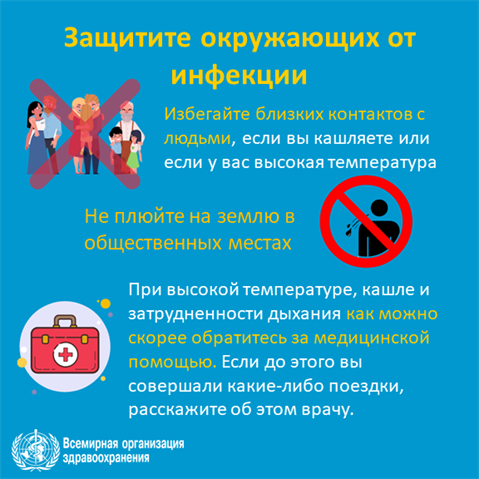 Защитите окружающих от
инфекции
Избегайте близких контактов с
людьми, если вы кашляете или
если у вас высокая температура
Не плюйте на землю в
общественных местах
При высокой температуре, кашле и
затрудненности дыхания как можно
скорее обратитесь за медицинской
помощью. Если до этого вы
совершали какие-либо поездки,
расскажите об этом врачу.
Всемирная организация
здравоохранения